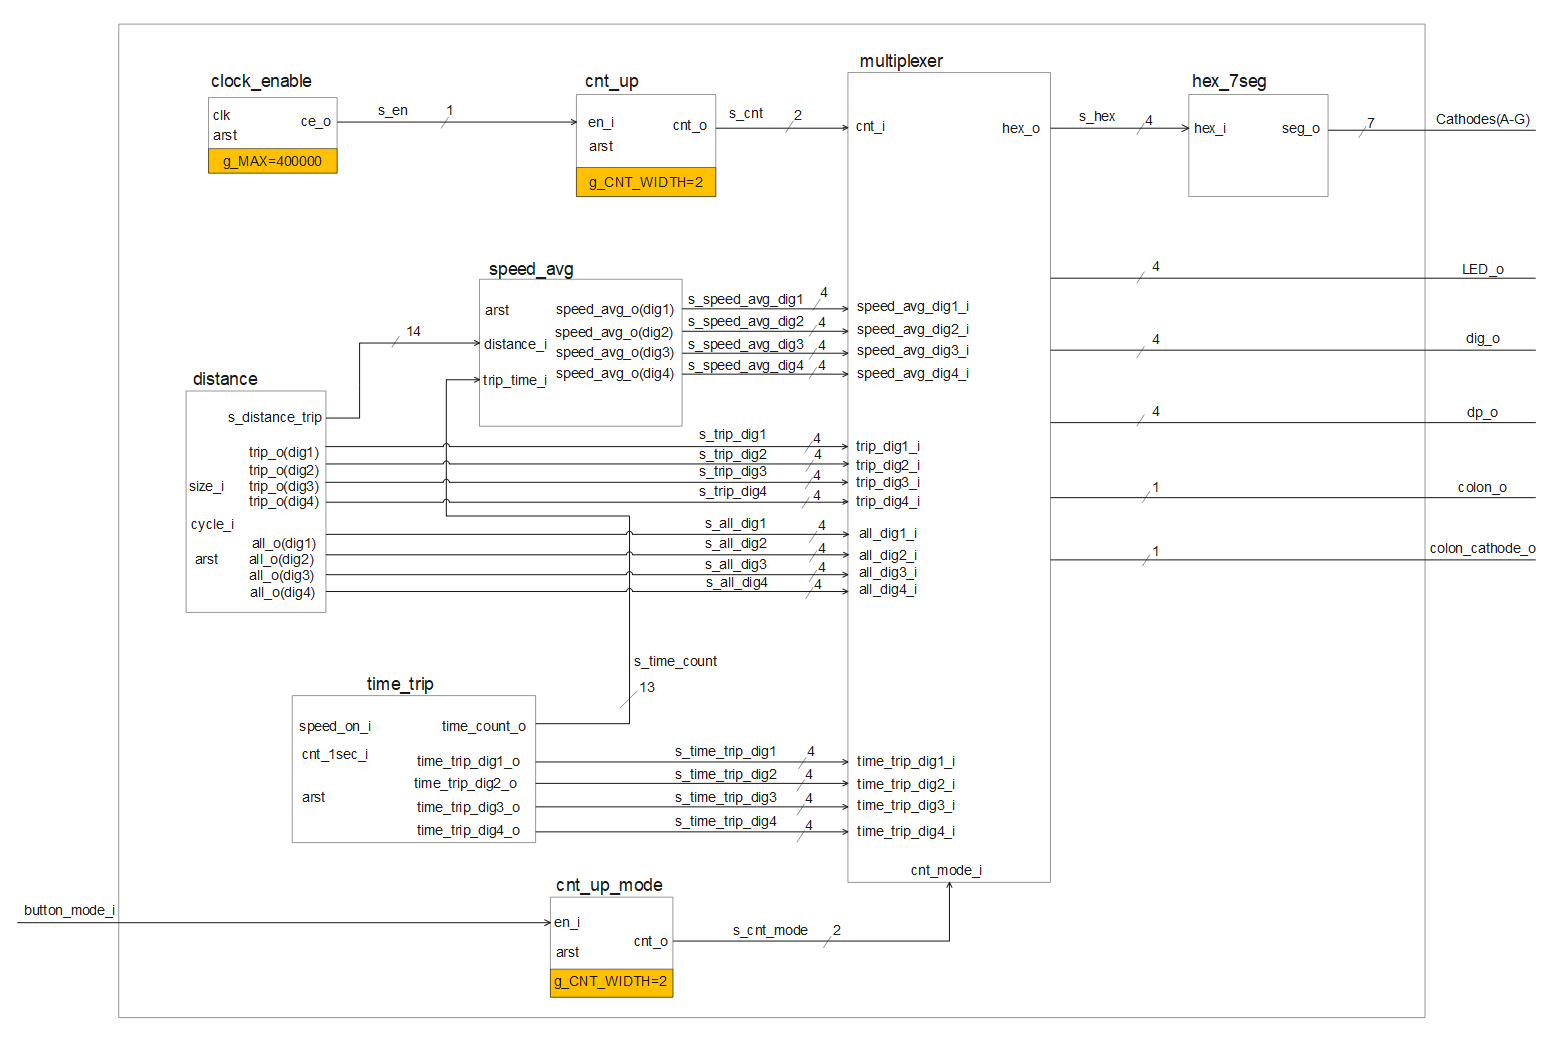 clock_enable
clk
arst
ce_o
g_MAX=400000
s_en
1
cnt_up
en_i
arst
cnt_o
g_CNT_WIDTH=2
s_cnt
2
multiplexer
cnt_i
hex_o
s_hex
4
hex_7seg
hex_i
seg_o
7
Cathodes(A-G)
4
LED_o
4
dig_o
4
dp_o
1
colon_o
1
colon_cathode_o
speed_avg
arst
distance_i
trip_time_i
speed_avg_o(dig1)
speed_avg_o(dig2)
speed_avg_o(dig3)
speed_avg_o(dig4)
s_speed_avg_dig1
4
s_speed_avg_dig2
4
s_speed_avg_dig3
4
s_speed_avg_dig4
4
speed_avg_dig1_i
speed_avg_dig2_i
speed_avg_dig3_i
speed_avg_dig4_i
14
distance
s_distance_trip
trip_o(dig1)
trip_o(dig2)
trip_o(dig3)
trip_o(dig4)
size_i
cycle_i
arst
all_o(dig1)
all_o(dig2)
all_o(dig3)
all_o(dig4)
s_trip_dig1
4
s_trip_dig2
4
s_trip_dig3
4
s_trip_dig4
4
trip_dig1_i
trip_dig2_i
trip_dig3_i
trip_dig4_i
s_all_dig1
4
s_all_dig2
4
s_all_dig3
4
s_all_dig4
4
all_dig1_i
all_dig2_i
all_dig3_i
all_dig4_i
s_time_count
13
time_trip
speed_on_i
cnt_1sec_i
arst
time_count_o
time_trip_dig1_o
time_trip_dig2_o
time_trip_dig3_o
time_trip_dig4_o
s_time_trip_dig1
4
s_time_trip_dig2
4
s_time_trip_dig3
4
s_time_trip_dig4
4
time_trip_dig1_i
time_trip_dig2_i
time_trip_dig3_i
time_trip_dig4_i
cnt_mode_i
button_mode_i
cnt_up_mode
en_i
arst
cnt_o
g_CNT_WIDTH=2
s_cnt_mode
2